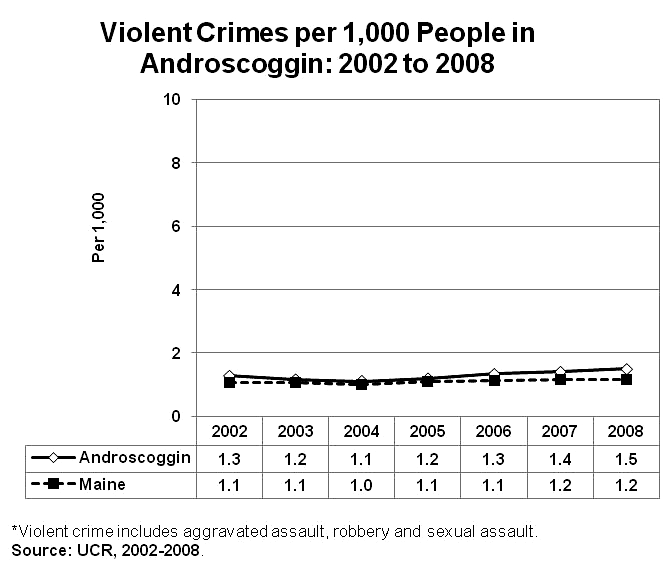 Violent Crimes per 1,000 People in
Androscoggin: 2002 to 2008
10
8
6
4
2
0
Per 1,000
2002 2003 2004 2005 2006 2007 2008
Androscoggin 1.3 1.2 1.1 1.2 1.3 1.4 1.5
Maine 1.1 1.1 1.0 1.1 1.1 1.2 1.2
*Violent crime includes aggravated assault, robbery and sexual assault.
Source: UCR, 2002-2008.